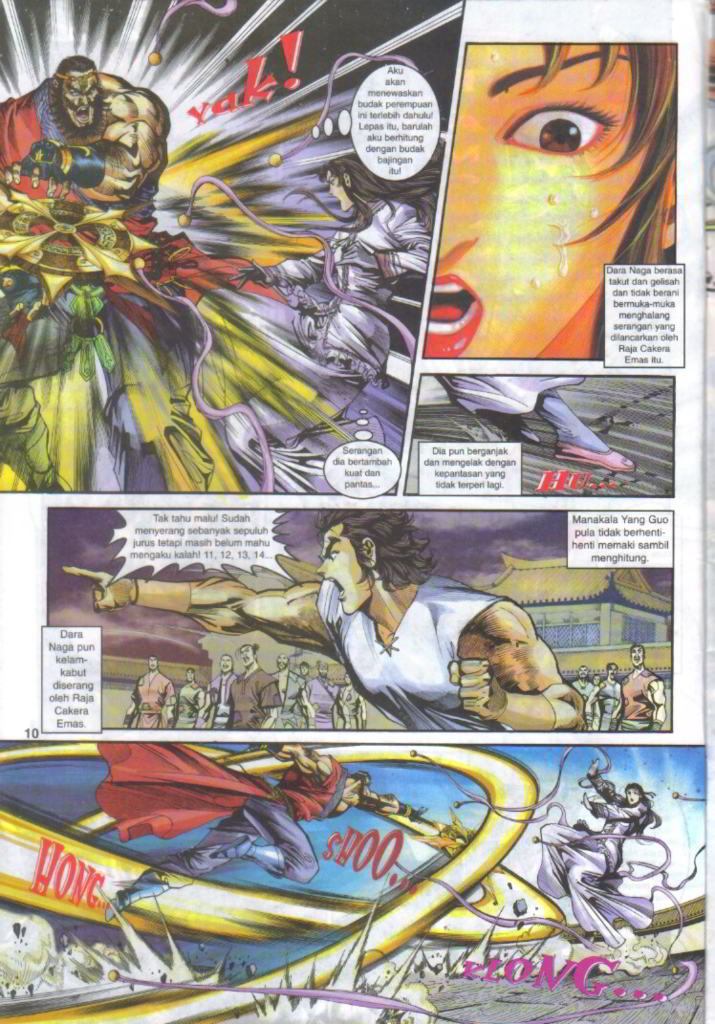 yak!
Aku
akan
menewaskan
budak perempuan
ini terlebih dahulu!
Lepas itu, barulah
aku berhitung
dengan budak
bajingan
itu!
Dara Naga berasa
takut dan gelisah
dan tidak berani
bermuka-muka
menghalang
serangan yang
dilancarkan oleh
Raja Cakera
Emas itu.
Serangan
dia bertambah
kuat dan
pantas...
Dia pun berganjak
dan mengelak dengan
kepantasan yang
tidak terperi lagi.
HU...
Tak tahu malu! Sudah
menyerang sebanyak sepuluh
jurus tetapi masih belum mahu
mengaku kalah! 11, 12, 13, 14...
Manakala Yang Guo
pula tidak berhenti-
henti memaki sambil
menghitung.
Dara
Naga pun
kelam-
kabut
diserang
oleh Raja
Cakera
Emas.
10
HONG...
SHOO...
KLONG...